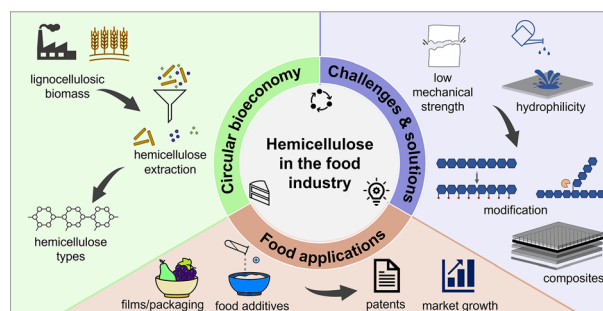 lignocellulosic
biomass
hemicellulose
extraction
hemicellulose
types
Circular bioeconomy
Challenges & solutions
Food applications
Hemicellulose
in the food
industry
low
mechanical
strength
hydrophilicity
modification
composites
films/packaging
food additives
patents
market growth